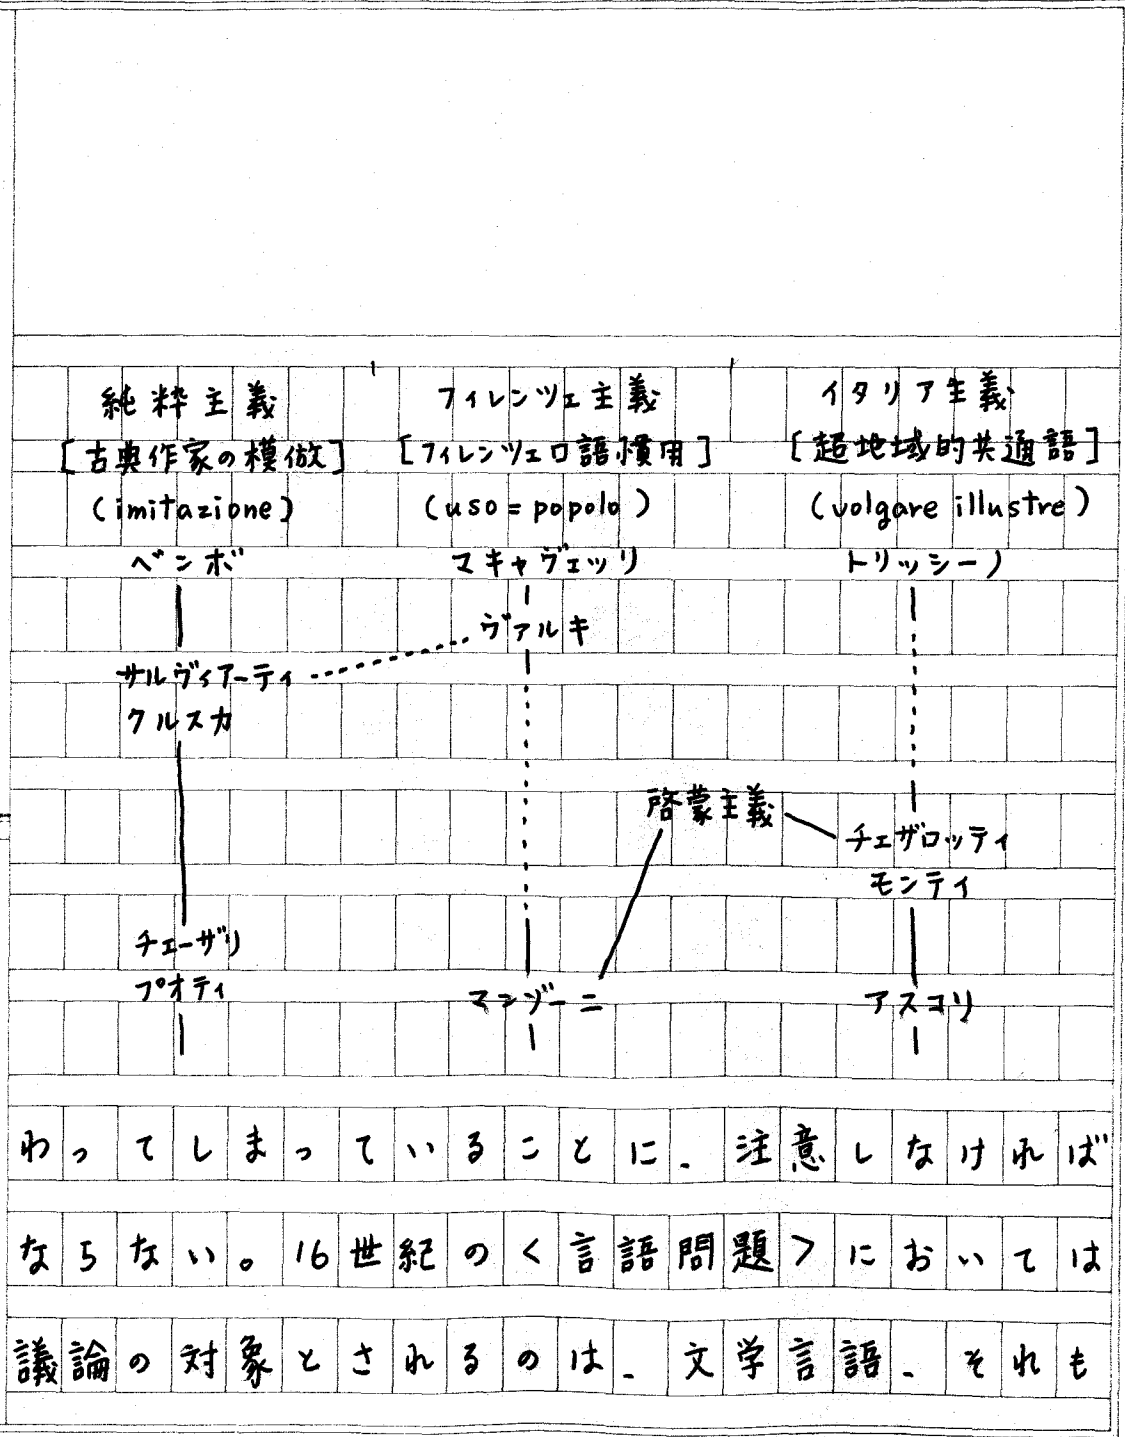 純粋主義 フィレンツェ主義 イタリア主義
[古典作家の模倣] [フィレンツェ口語慣用] [超地域的共通語]
(imitazione) (uso = popolo) (volgare illustre)
ベンボ マキャヴェッリ トリッシーノ
ヴァルキ
サルヴィアーティ
クルスカ
啓蒙主義
チェザロッティ
モンティ
チェーザリ
プオティ マンゾーニ アスコリ
わってしまっていることに、注意しなければ
ならない。16世紀の<言語問題>においては
議論の対象とされるのは、文学言語、それも